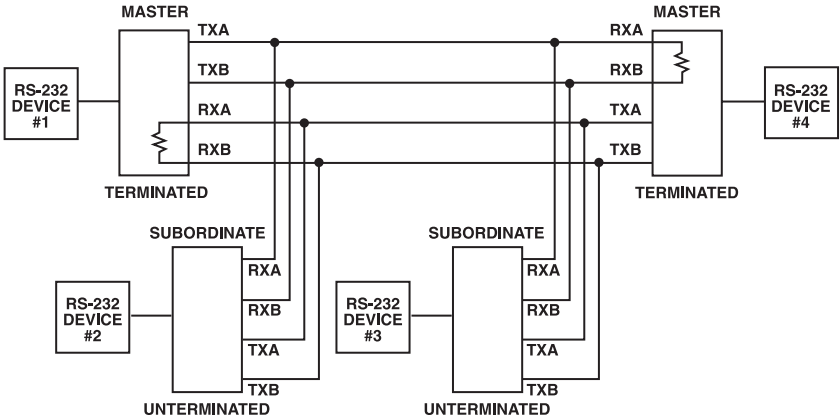 MASTER
MASTER
TXA
RXA
TXB
RXB
RS-232
DEVICE
#1
RS-232
DEVICE
#4
RXA
TXA
RXB
TXB
TERMINATED
TERMINATED
SUBORDINATE
SUBORDINATE
RXA
RXA
RS-232
DEVICE
#2
RXB
RS-232
DEVICE
#3
RXB
TXA
TXA
TXB
TXB
UNTERMINATED
UNTERMINATED